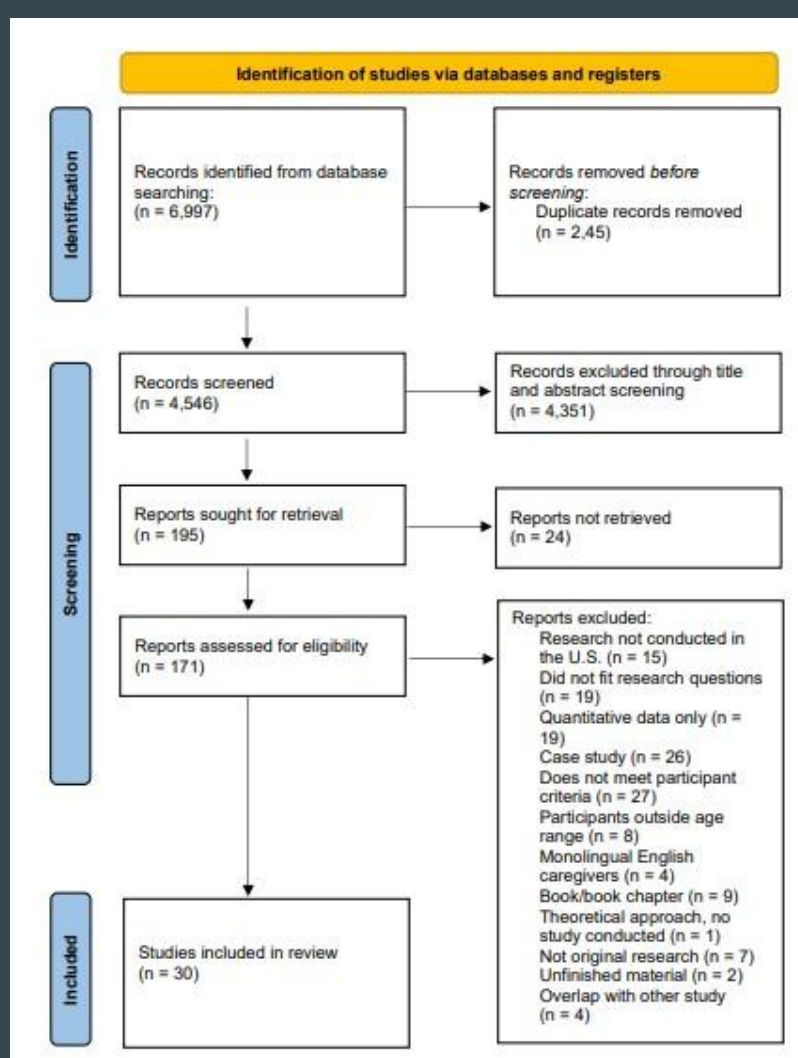 Identification of studies via databases and registers
Identification
Records identified from database
searching:
(n = 6,997)
Records removed before
screening:
Duplicate records removed
(n = 2,45)
Screening
Records screened
(n = 4,546)
Records excluded through title
and abstract screening
(n = 4,351)
Reports sought for retrieval
(n = 195)
Reports not retrieved
(n = 24)
Reports assessed for eligibility
(n = 171)
Reports excluded:
Research not conducted in
the U.S. (n = 15)
Did not fit research questions
(n = 19)
Quantitative data only (n =
19)
Case study (n = 26)
Does not meet participant
criteria (n = 27)
Participants outside age
range (n = 8)
Monolingual English
caregivers (n = 4)
Book/book chapter (n = 9)
Theoretical approach, no
study conducted (n = 1)
Not original research (n = 7)
Unfinished material (n = 2)
Overlap with other study
(n = 4)
Included
Studies included in review
(n = 30)